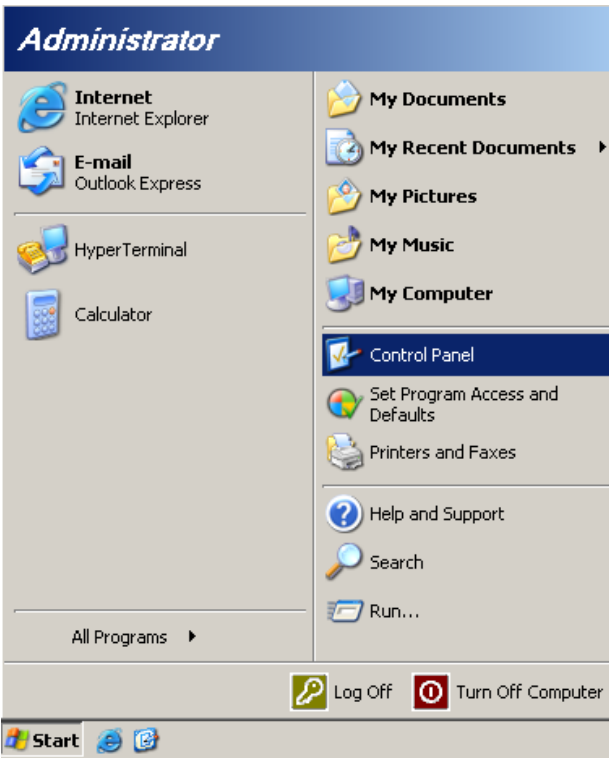 Administrator
Internet
Internet Explorer
E-mail
Outlook Express
HyperTerminal
Calculator
All Programs
My Documents
My Recent Documents
My Pictures
My Music
My Computer
Control Panel
Set Program Access and
Defaults
Printers and Faxes
Help and Support
Search
Run...
Log Off
Turn Off Computer
Start